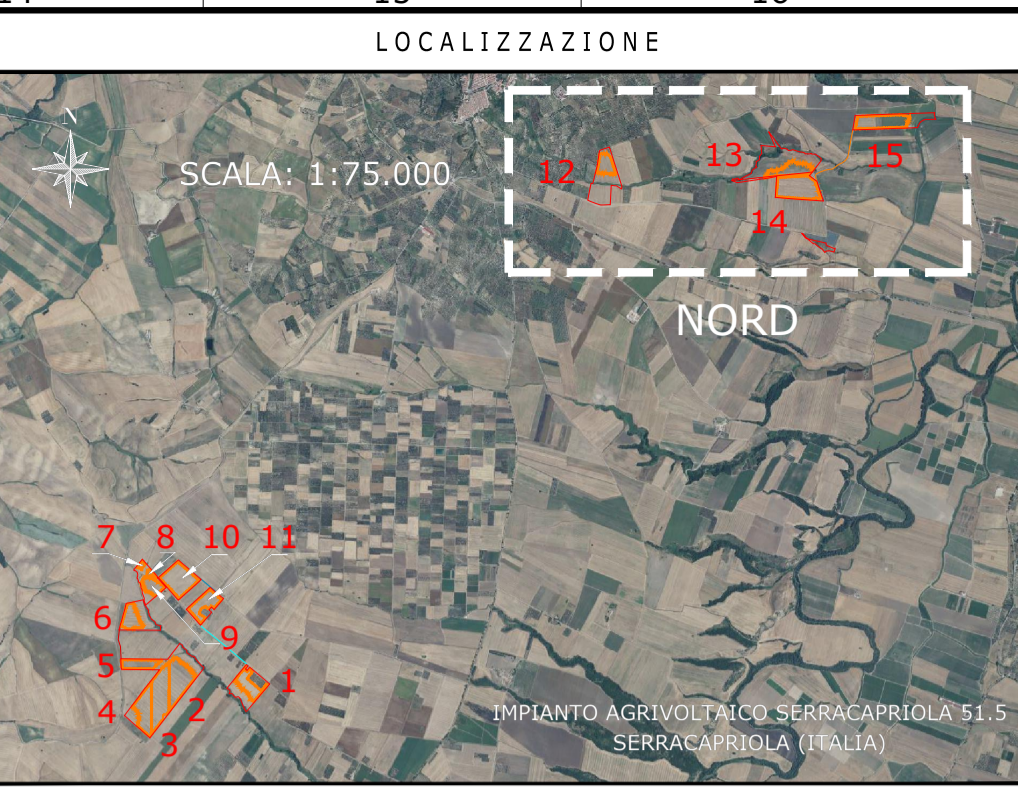 LOCALIZZAZIONE
N
SCALA: 1:75.000
12
13
15
14
NORD
7 8 10 11
6
9
5
1
4
2
3
IMPIANTO AGRIVOLTAICO SERRACAPRIOLA 51.5
SERRACAPRIOLA (ITALIA)